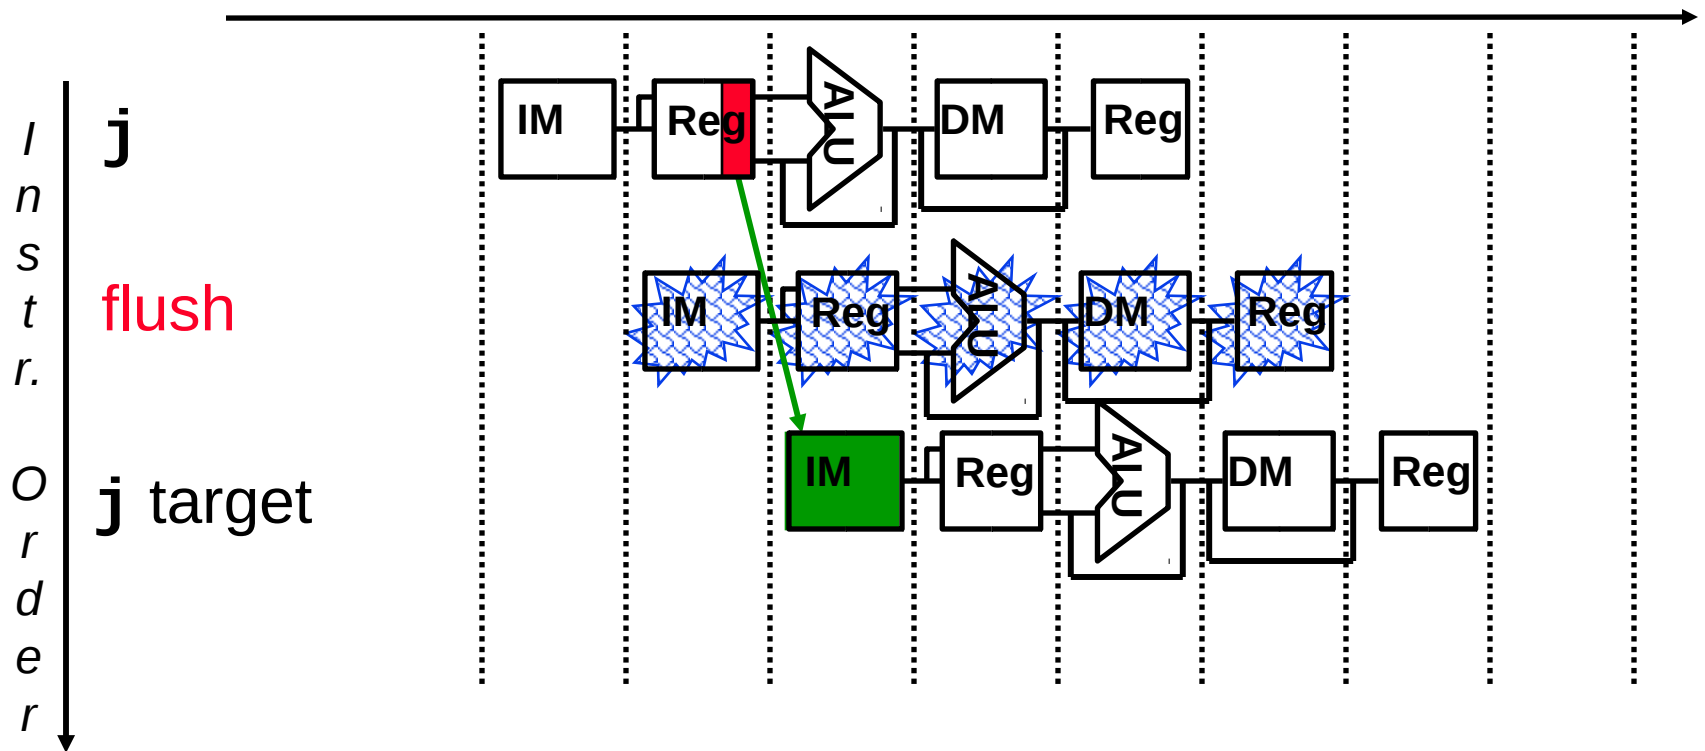 I
n
s
t
r.
O
r
d
e
r
j
IM Reg ALU DM Reg
flush
IM Reg ALU DM Reg
j target
IM Reg ALU DM Reg